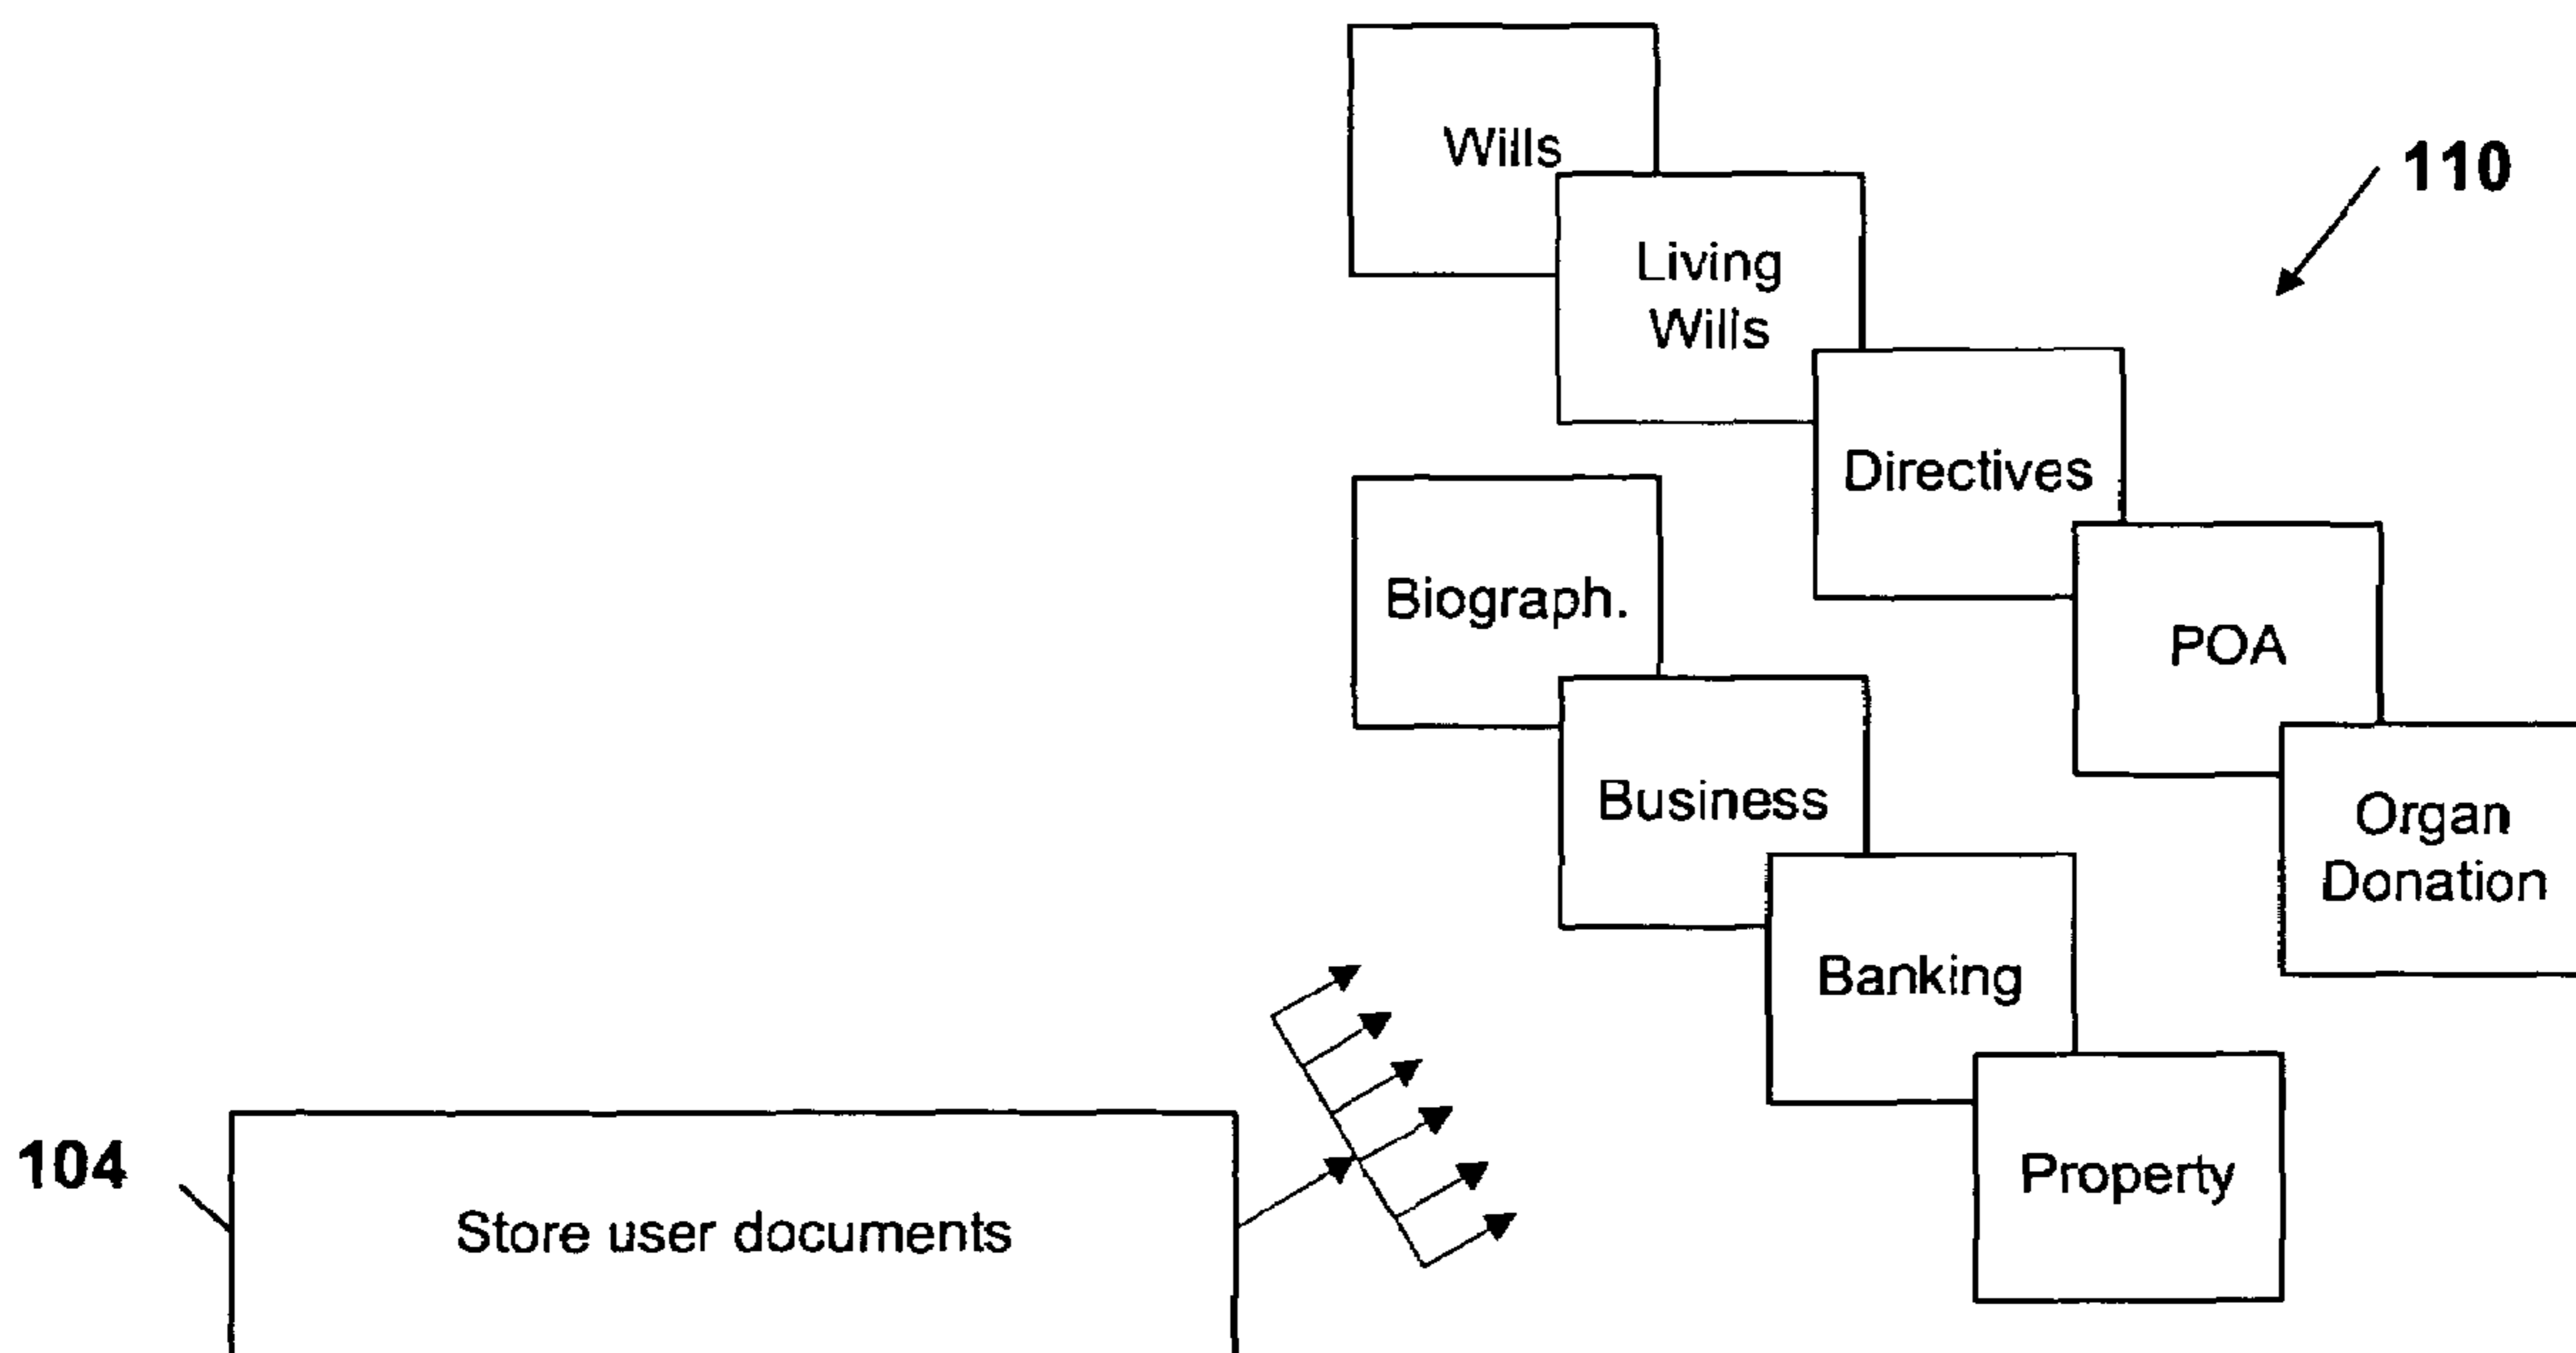 Wills
110
Living
Wills
Directives
Biograph.
POA
Business
Organ
Donation
Banking
104
Property
Store user documents